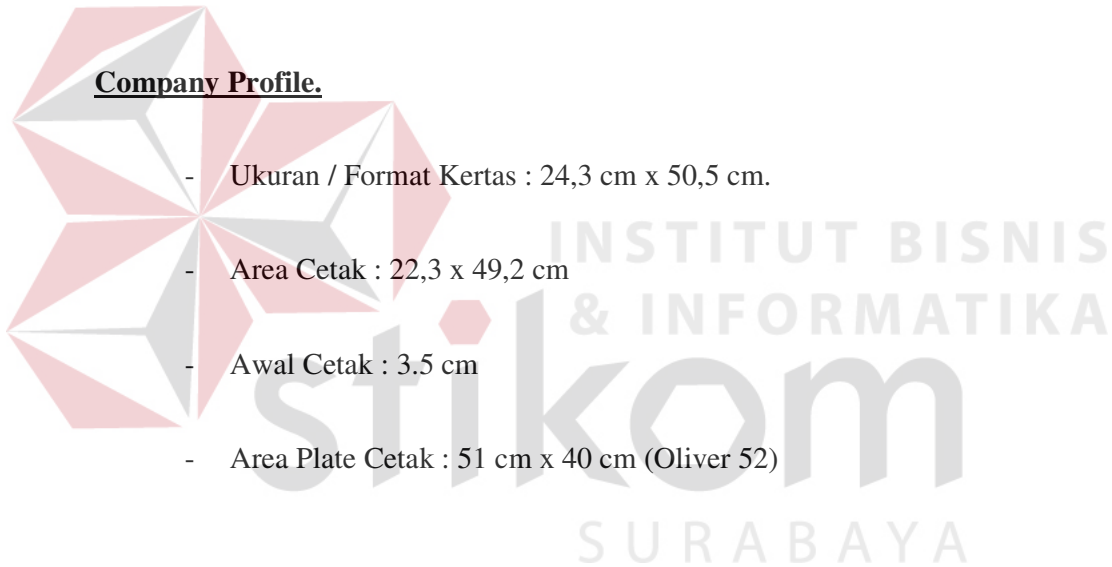 Company Profile.
- Ukuran / Format Kertas : 24,3 cm x 50,5 cm.
INSTITUT BISNIS
- Area Cetak : 22,3 x 49,2 cm
& INFORMATIKA
- Awal Cetak : 3.5 cm
stikom
- Area Plate Cetak : 51 cm x 40 cm (Oliver 52)
SURABAYA